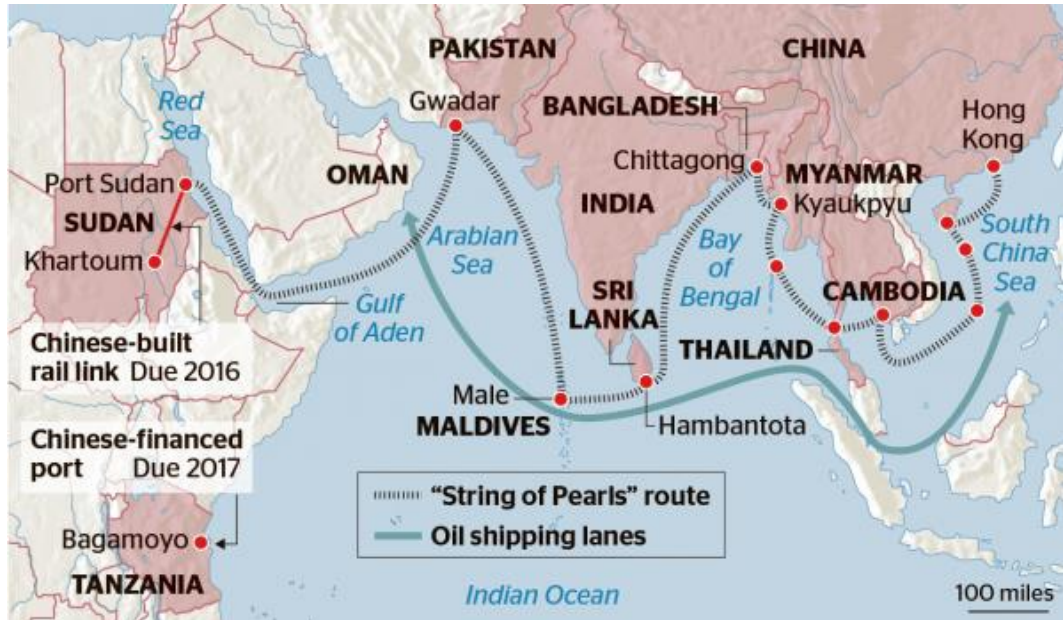 PAKISTAN
CHINA
Gwadar
BANGLADESH
Hong
Kong
Red
Sea
Chittagong
OMAN
MYANMAR
Port Sudan
INDIA
Kyaukpyu
SUDAN
Arabian
Sea
Bay
of
Bengal
South
China
Sea
Khartoum
Gulf
of Aden
SRI
LANKA
CAMBODIA
THAILAND
Chinese-built
rail link Due 2016
Male
MALDIVES
Hambantota
Chinese-financed
port Due 2017
"String of Pearls" route
Oil shipping lanes
Bagamoyo
TANZANIA
Indian Ocean
100 miles